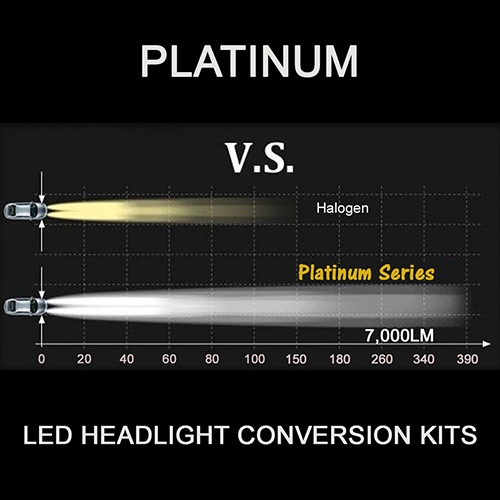 PLATINUM
V.S.
Halogen
Platinum Series
7,000LM
0 20 40 60 80 100 150 180 260 340 390
LED HEADLIGHT CONVERSION KITS